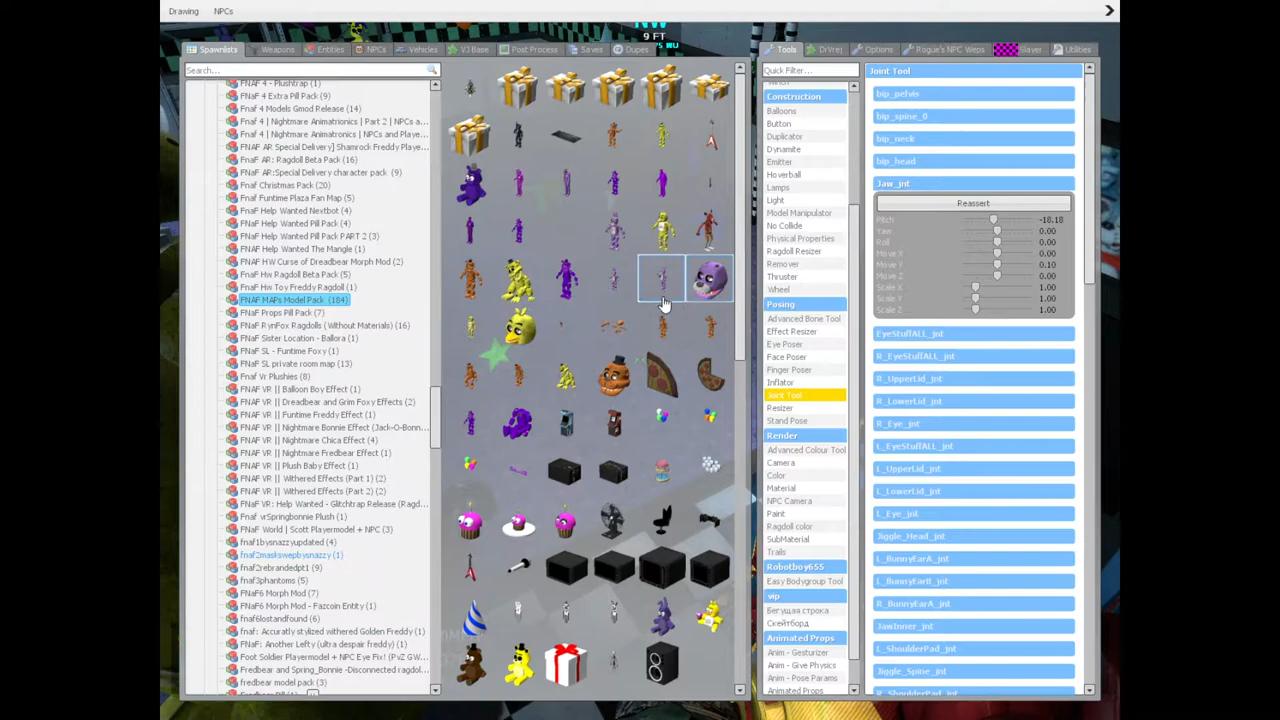 Drawing NPCs
NW
9 FT
Spawnlists Weapons Entities NPCs Vehicles VJ Base Post Process Saves Dupes
Tools DrVrej Options Rogue's NPC Weps Slayer Utilities
Search...
FNAF 4 - Plushtrap (1)
FNAF 4 Extra Pill Pack (9)
Fnaf 4 Models Gmod Release (14)
Fnaf 4 | Nightmare Animatronics | Part 2 | NPCs and
Fnaf 4 | Nightmare Animatronics | NPCs and Playe...
FNAF AR Special Delivery] Shamrock Freddy Player...
FNAF AR: Ragdoll Beta Pack (16)
FNAF AR:Special Delivery character pack (9)
Fnaf Christmas Pack (20)
Fnaf Funtime Plaza Fan Map (5)
FNAF Help Wanted Nextbot (4)
FNAF Help Wanted Pill Pack (4)
FNAF Help Wanted Pill Pack PART 2 (3)
FNAF Help Wanted The Mangle (1)
FNAF HW Curse of Dreadbear Morph Mod (2)
FNaF Hw Ragdoll Beta Pack (5)
FNaF Hw Toy Freddy Ragdoll (1)
FNAF MAPs Model Pack (184)
FNAF Props Pill Pack (7)
FNAF RynFox Ragdolls (Without Materials) (16)
FNAF Sister Location - Ballora (1)
FNaF SL - Funtime Foxy (1)
FNaF SL private room map (13)
Fnaf Vr Plushies (8)
FNAF VR || Balloon Boy Effect (1)
FNAF VR || Dreadbear and Grim Foxy Effects (2)
FNAF VR || Funtime Freddy Effect (1)
FNAF VR || Nightmare Bonnie Effect (Jack-O-Bonn...
FNAF VR || Nightmare Chica Effect (4)
FNAF VR || Nightmare Fredbear Effect (1)
FNAF VR || Plush Baby Effect (1)
FNAF VR || Withered Effects (Part 1) (2)
FNAF VR || Withered Effects (Part 2) (2)
FNAF VR: Help Wanted - Glitchtrap Release (Ragd...
Fnaf vrSpringbonnie Plush (1)
FNaF World | Scott Playermodel + NPC (3)
fnaf1bysnazzyupdated (4)
fnaf2maskswepbysnazzy (1)
fnaf2rebrandedpt1 (9)
fnaf3phantoms (5)
FNAF6 Morph Mod (7)
FNAF6 Morph Mod - Fazcoin Entity (1)
fnaf6lostandfound (6)
fnaf: Accurately stylized withered Golden Freddy (1)
FNaF: Another Lefty (ultra despair freddy) (1)
Foot Soldier Playermodel + NPC Eye Fix! (PvZ GW...
Fredbear and Spring_Bonnie -Disconnected ragdol...
fredbear model pack (3)
8
Quick Filter...
Construction
Balloons
Button
Duplicator
Dynamite
Emitter
Hoverball
Lamps
Light
Model Manipulator
No Collide
Physical Properties
Ragdoll Resizer
Remover
Thruster
Wheel
Posing
Advanced Bone Tool
Effect Resizer
Eye Poser
Face Poser
Finger Poser
Inflator
Joint Tool
Resizer
Stand Pose
Render
Advanced Colour Tool
Camera
Color
Material
NPC Camera
Paint
Ragdoll color
SubMaterial
Trails
Robotboy655
Easy Bodygroup Tool
vip
Бегущая строка
Скейтборд
Animated Props
Anim - Gesturizer
Anim - Give Physics
Anim - Pose Params
Animated Props
Joint Tool
bip_pelvis
bip_spine_0
bip_neck
bip_head
Jaw_jnt
Reassert
Pitch -18.18
Yaw 0.00
Roll 0.00
Move X 0.00
Move Y 0.10
Move Z 0.00
Scale X 1.00
Scale Y 1.00
Scale Z 1.00
EyeStuffALL_jnt
R_EyeStuffALL_jnt
R_UpperLid_jnt
R_LowerLid_jnt
R_Eye_jnt
L_EyeStuffALL_jnt
L_UpperLid_jnt
L_LowerLid_jnt
L_Eye_jnt
Jiggle_Head_jnt
L_BunnyEarA_jnt
L_BunnyEarB_jnt
R_BunnyEarA_jnt
JawInner_jnt
L_ShoulderPad_jnt
Jiggle_Spine_jnt
R_ShoulderPad_jnt